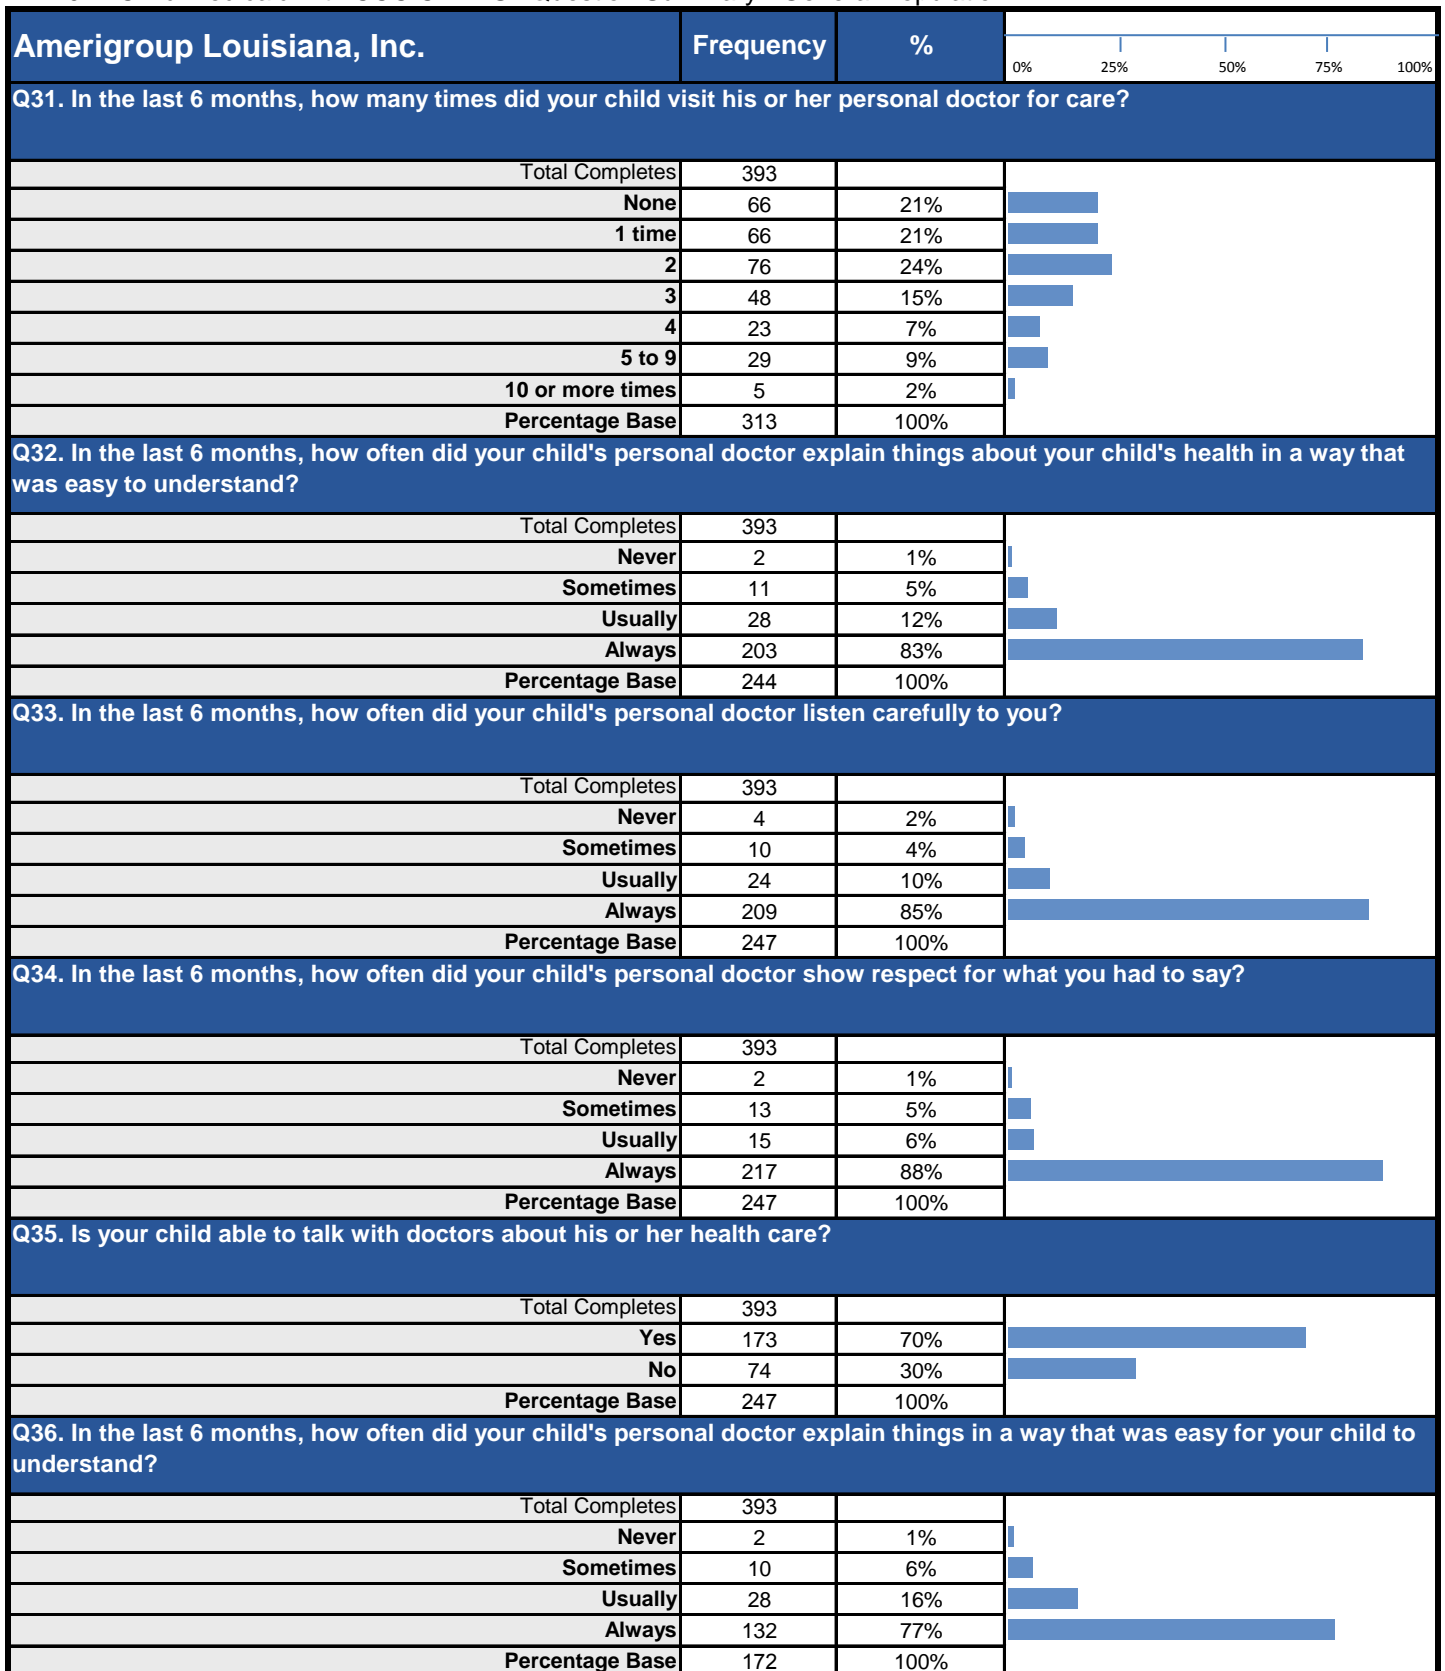 Amerigroup Louisiana, Inc. Frequency %
0% 25% 50% 75% 100%
Q31. In the last 6 months, how many times did your child visit his or her personal doctor for care?
Total Completes 393
None 66 21%
1 time 66 21%
2 76 24%
3 48 15%
4 23 7%
5 to 9 29 9%
10 or more times 5 2%
Percentage Base 313 100%
Q32. In the last 6 months, how often did your child's personal doctor explain things about your child's health in a way that
was easy to understand?
Total Completes 393
Never 2 1%
Sometimes 11 5%
Usually 28 12%
Always 203 83%
Percentage Base 244 100%
Q33. In the last 6 months, how often did your child's personal doctor listen carefully to you?
Total Completes 393
Never 4 2%
Sometimes 10 4%
Usually 24 10%
Always 209 85%
Percentage Base 247 100%
Q34. In the last 6 months, how often did your child's personal doctor show respect for what you had to say?
Total Completes 393
Never 2 1%
Sometimes 13 5%
Usually 15 6%
Always 217 88%
Percentage Base 247 100%
Q35. Is your child able to talk with doctors about his or her health care?
Total Completes 393
Yes 173 70%
No 74 30%
Percentage Base 247 100%
Q36. In the last 6 months, how often did your child's personal doctor explain things in a way that was easy for your child to
understand?
Total Completes 393
Never 2 1%
Sometimes 10 6%
Usually 28 16%
Always 132 77%
Percentage Base 172 100%